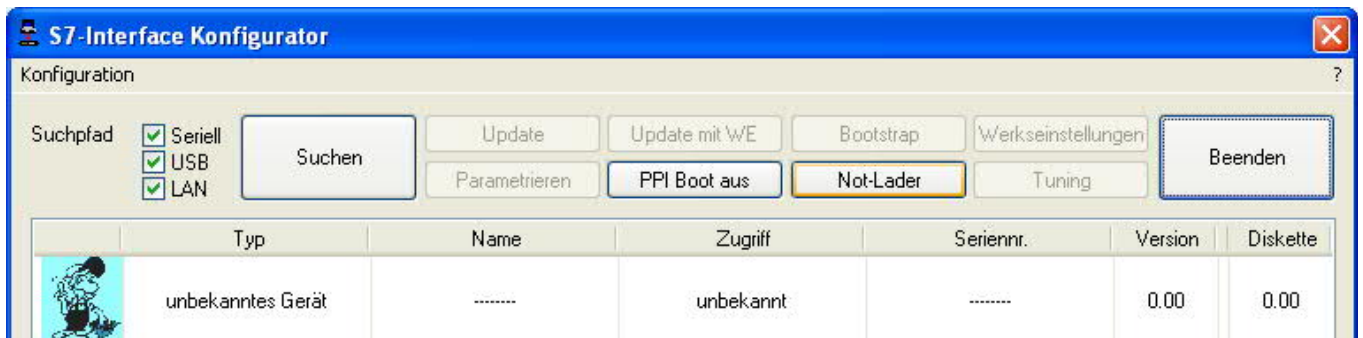 S7-Interface Konfigurator
Konfiguration ?
Suchpfad Seriell USB LAN
Suchen
Update Update mit WE Bootstrap Werkseinstellungen
Parametrieren PPI Boot aus Not-Lader Tuning
Beenden
Typ Name Zugriff Seriennr. Version Diskette
unbekanntes Gerät -------- unbekannt -------- 0.00 0.00